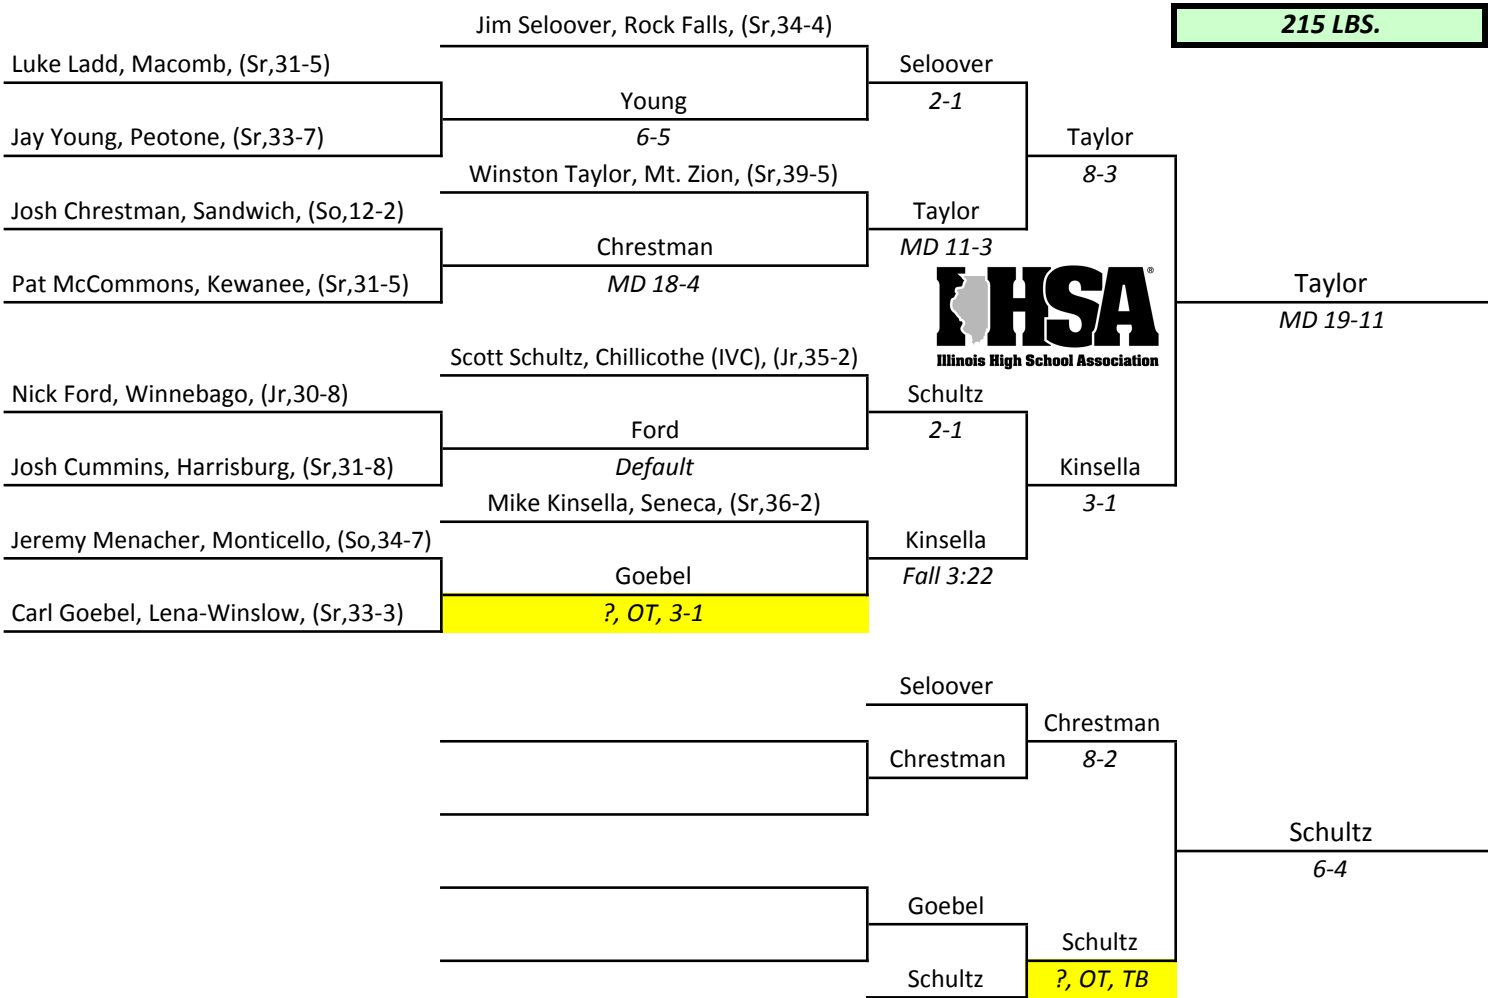 Jim Seloover, Rock Falls, (Sr,34-4)
215 LBS.
Luke Ladd, Macomb, (Sr,31-5)
Seloover
Young
2-1
Jay Young, Peotone, (Sr,33-7)
6-5
Taylor
Winston Taylor, Mt. Zion, (Sr,39-5)
8-3
Josh Chrestman, Sandwich, (So,12-2)
Taylor
Chrestman
MD 11-3
Pat McCommons, Kewanee, (Sr,31-5)
MD 18-4
IHSA®
Taylor
MD 19-11
Illinois High School Association
Scott Schultz, Chillicothe (IVC), (Jr,35-2)
Nick Ford, Winnebago, (Jr,30-8)
Schultz
Ford
2-1
Josh Cummins, Harrisburg, (Sr,31-8)
Default
Kinsella
Mike Kinsella, Seneca, (Sr,36-2)
3-1
Jeremy Menacher, Monticello, (So,34-7)
Kinsella
Goebel
Fall 3:22
Carl Goebel, Lena-Winslow, (Sr,33-3)
?, OT, 3-1
Seloover
Chrestman
Chrestman
8-2
Schultz
6-4
Goebel
Schultz
Schultz
?, OT, TB